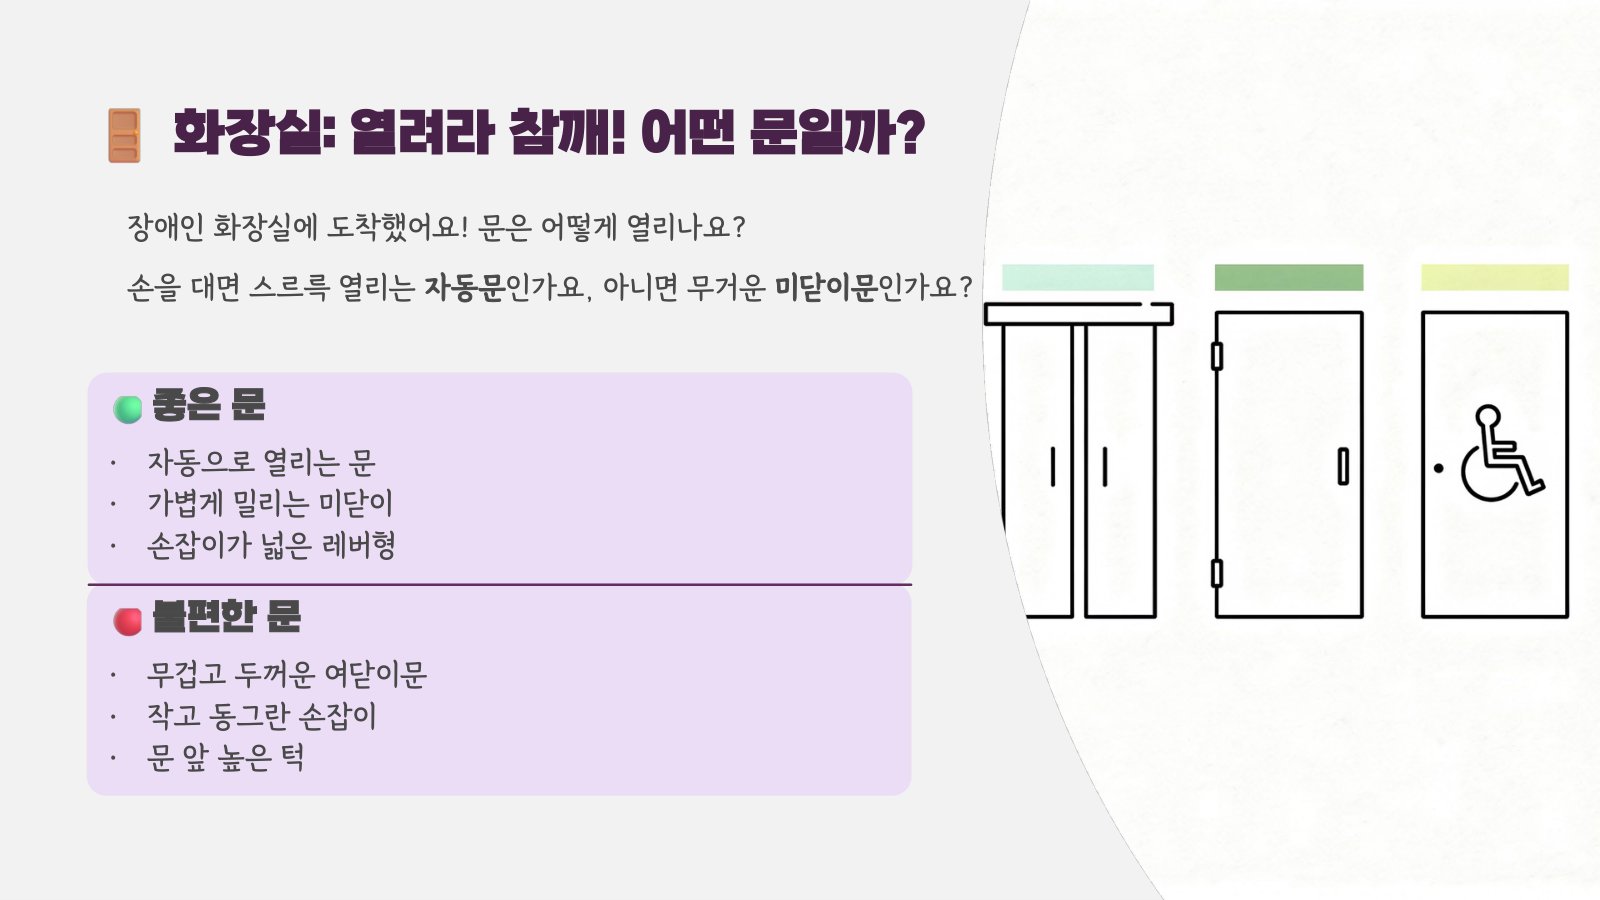 화장실: 열려라 참깨! 어떤 문일까?
장애인 화장실에 도착했어요! 문은 어떻게 열리나요?
손을 대면 스르륵 열리는 자동문인가요, 아니면 무거운 미닫이문인가요?
좋은 문
· 자동으로 열리는 문
· 가볍게 밀리는 미닫이
· 손잡이가 넓은 레버형
불편한 문
· 무겁고 두꺼운 여닫이문
· 작고 동그란 손잡이
· 문 앞 높은 턱